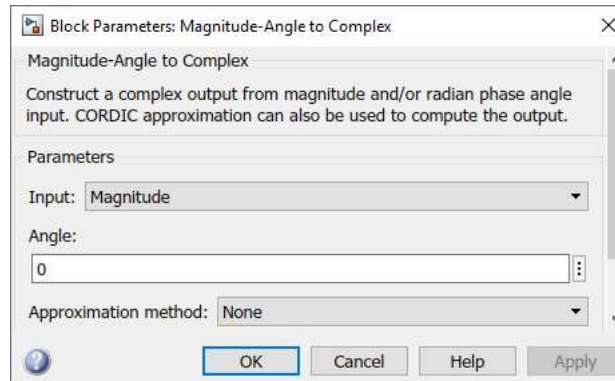 Block Parameters: Magnitude-Angle to Complex
Magnitude-Angle to Complex
Construct a complex output from magnitude and/or radian phase angle
input. CORDIC approximation can also be used to compute the output.
Parameters
Input: Magnitude
Angle:
0
Approximation method: None
OK Cancel Help Apply